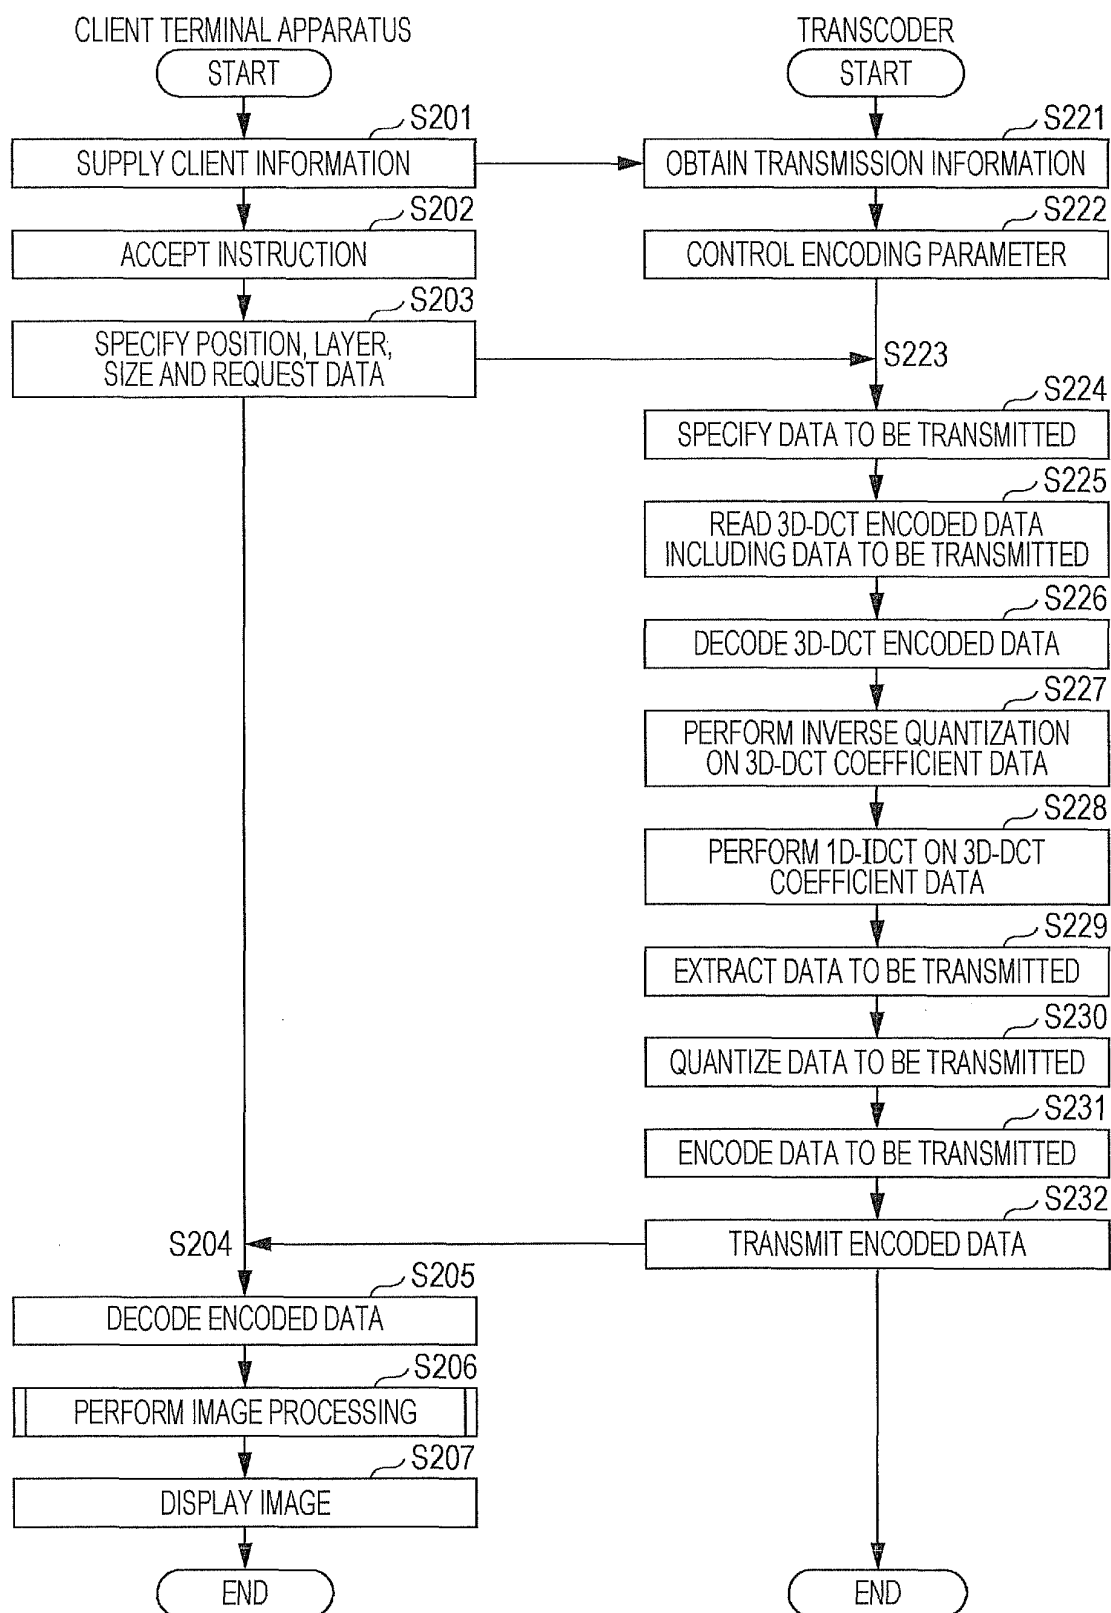 CLIENT TERMINAL APPARATUS
START
S201
SUPPLY CLIENT INFORMATION
S202
ACCEPT INSTRUCTION
S203
SPECIFY POSITION, LAYER,
SIZE AND REQUEST DATA
TRANSCODER
START
S221
OBTAIN TRANSMISSION INFORMATION
S222
CONTROL ENCODING PARAMETER
S223
S224
SPECIFY DATA TO BE TRANSMITTED
S225
READ 3D-DCT ENCODED DATA
INCLUDING DATA TO BE TRANSMITTED
S226
DECODE 3D-DCT ENCODED DATA
S227
PERFORM INVERSE QUANTIZATION
ON 3D-DCT COEFFICIENT DATA
S228
PERFORM 1D-IDCT ON 3D-DCT
COEFFICIENT DATA
S229
EXTRACT DATA TO BE TRANSMITTED
S230
QUANTIZE DATA TO BE TRANSMITTED
S231
ENCODE DATA TO BE TRANSMITTED
S232
TRANSMIT ENCODED DATA
S204
S205
DECODE ENCODED DATA
S206
PERFORM IMAGE PROCESSING
S207
DISPLAY IMAGE
END
END